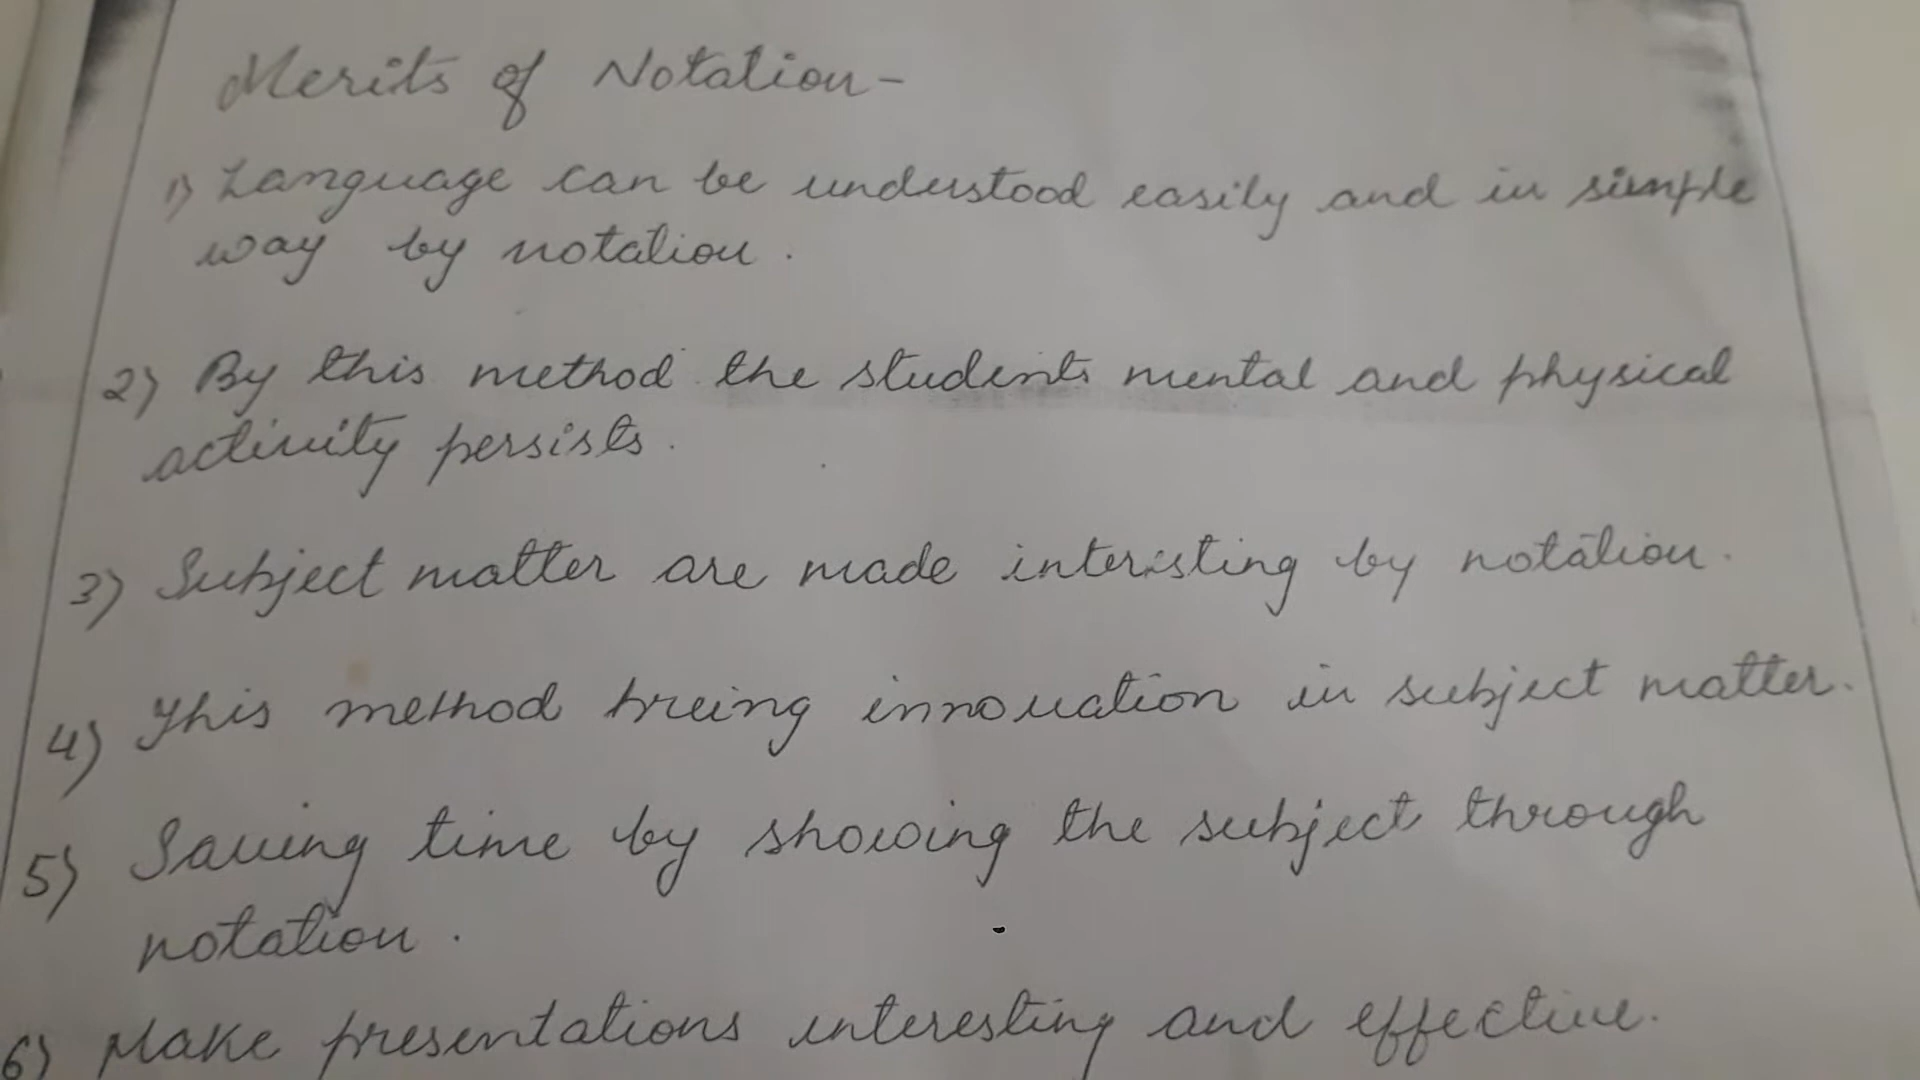 Merits of Notation -
1) Language can be understood easily and in simple
way by notation.
2) By this method the students mental and physical
activity persists.
3) Subject matter are made interesting by notation.
4) This method breing innovation in subject matter.
5) Saving time by showing the subject through
notation.
6) Make presentations interesting and effective.